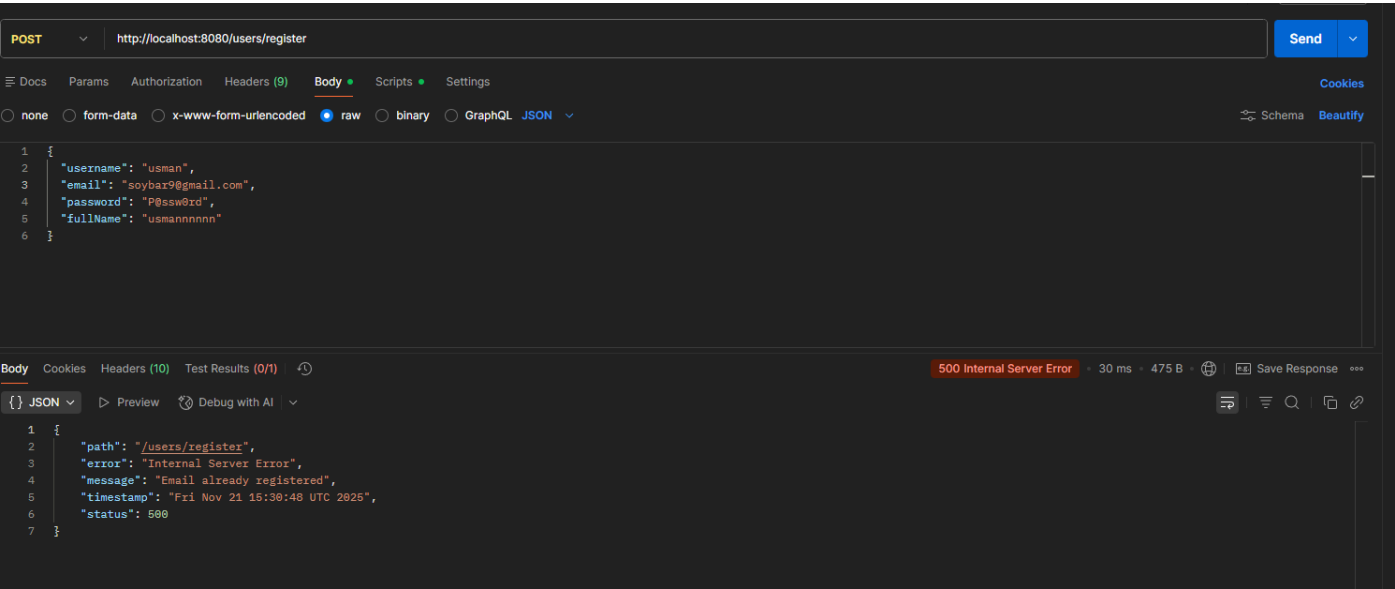 POST http://localhost:8080/users/register Send
Docs Params Authorization Headers (9) Body Scripts Settings Cookies
none form-data x-www-form-urlencoded raw binary GraphQL JSON Schema Beautify
1 {
2 "username": "usman",
3 "email": "soybar9@gmail.com",
4 "password": "P@ssw0rd",
5 "fullName": "usmannnnnn"
6 }
Body Cookies Headers (10) Test Results (0/1) 500 Internal Server Error • 30 ms • 475 B • Save Response
{} JSON Preview Debug with AI
1 {
2 "path": "/users/register",
3 "error": "Internal Server Error",
4 "message": "Email already registered",
5 "timestamp": "Fri Nov 21 15:30:48 UTC 2025",
6 "status": 500
7 }